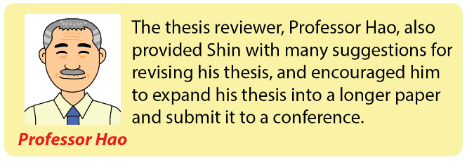 The thesis reviewer, Professor Hao, also
provided Shin with many suggestions for
revising his thesis, and encouraged him
to expand his thesis into a longer paper
and submit it to a conference.
Professor Hao